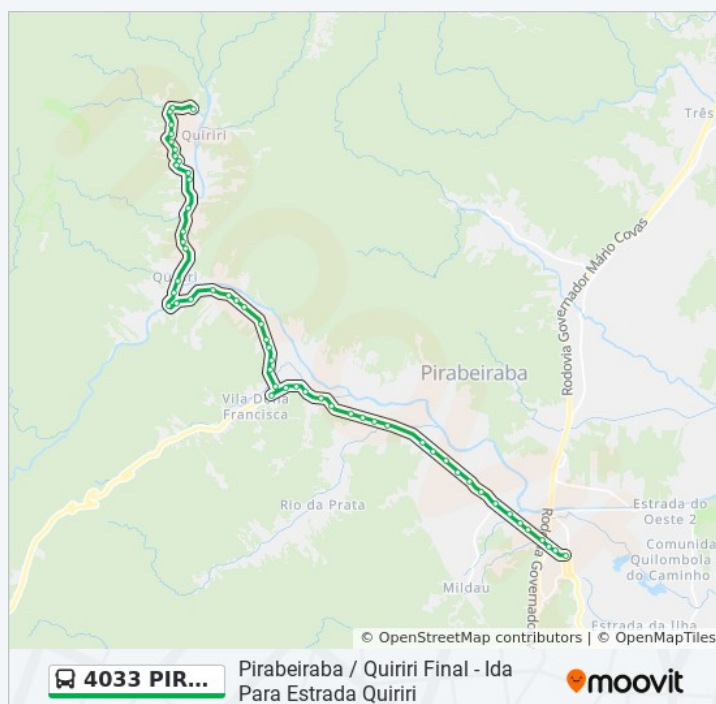 Três
Quiriri
Rodovia Governador Mário Covas
Quiriri
Pirabeiraba
Vila Dona
Francisca
Rio da Prata
Estrada do
Oeste 2
Comunida
Quilombola
do Caminho
Mildau
Estrada da Ilha
© OpenStreetMap contributors | © OpenMapTiles
4033 PIR...
Pirabeiraba / Quiriri Final - Ida
Para Estrada Quiriri
moovit